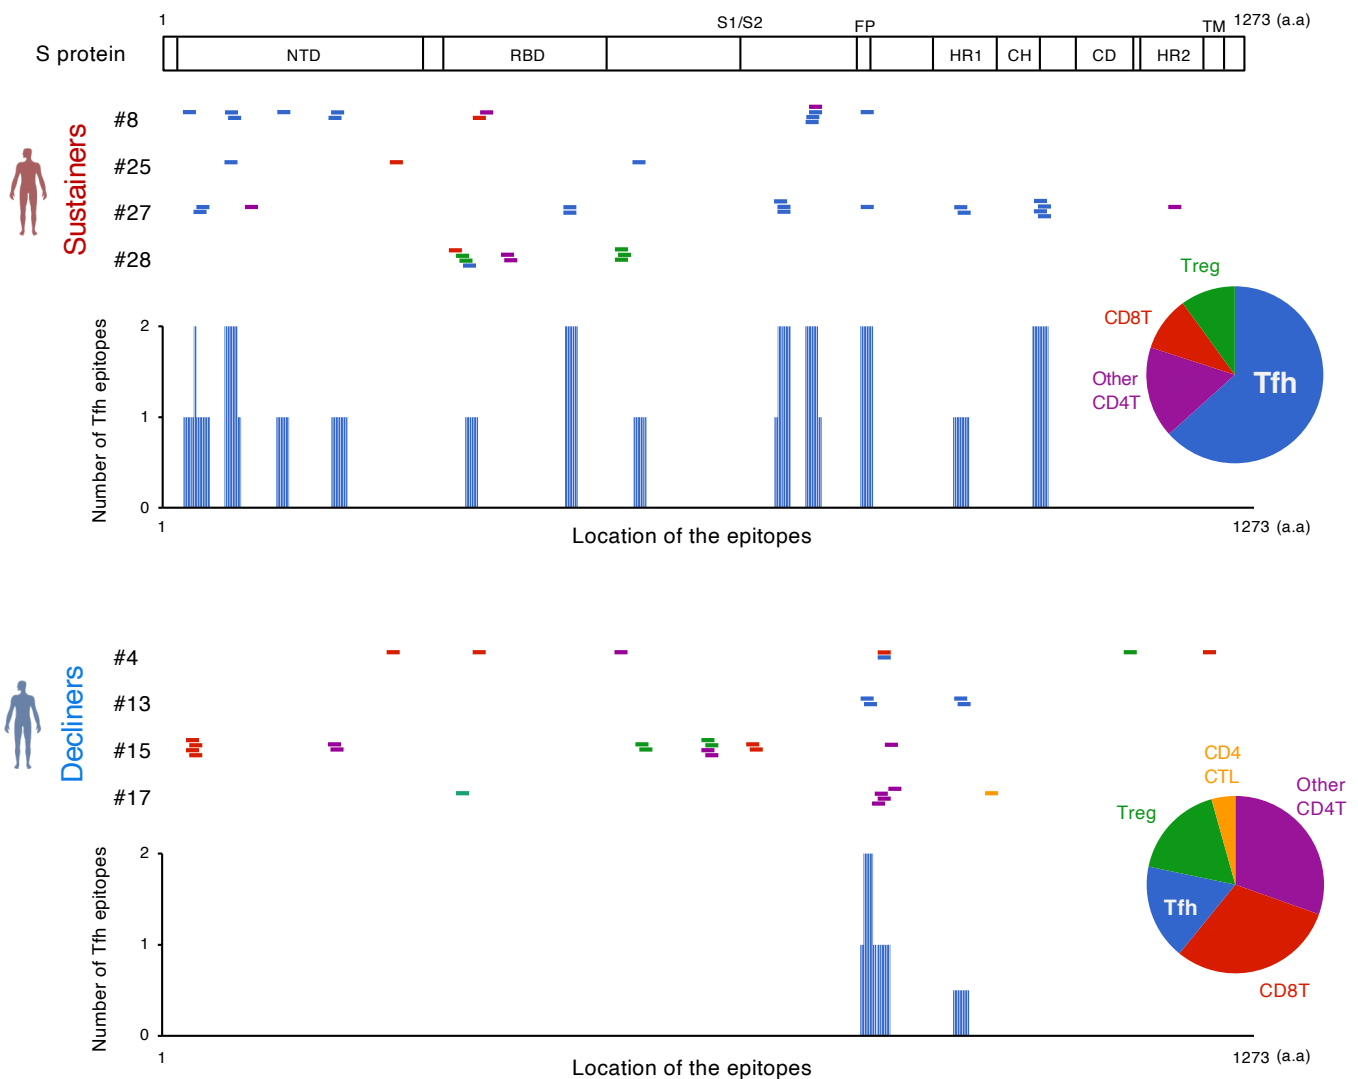 1
S1/S2
FP
TM
1273 (a.a)
S protein
NTD
RBD
HR1
CH
CD
HR2
Sustainers
#8
#25
#27
#28
Number of Tfh epitopes
2
1
0
1
1273 (a.a)
Location of the epitopes
Treg
CD8T
Other
CD4T
Tfh
Decliners
#4
#13
#15
#17
Number of Tfh epitopes
2
1
0
1
1273 (a.a)
Location of the epitopes
CD4
CTL
Other
CD4T
Treg
Tfh
CD8T